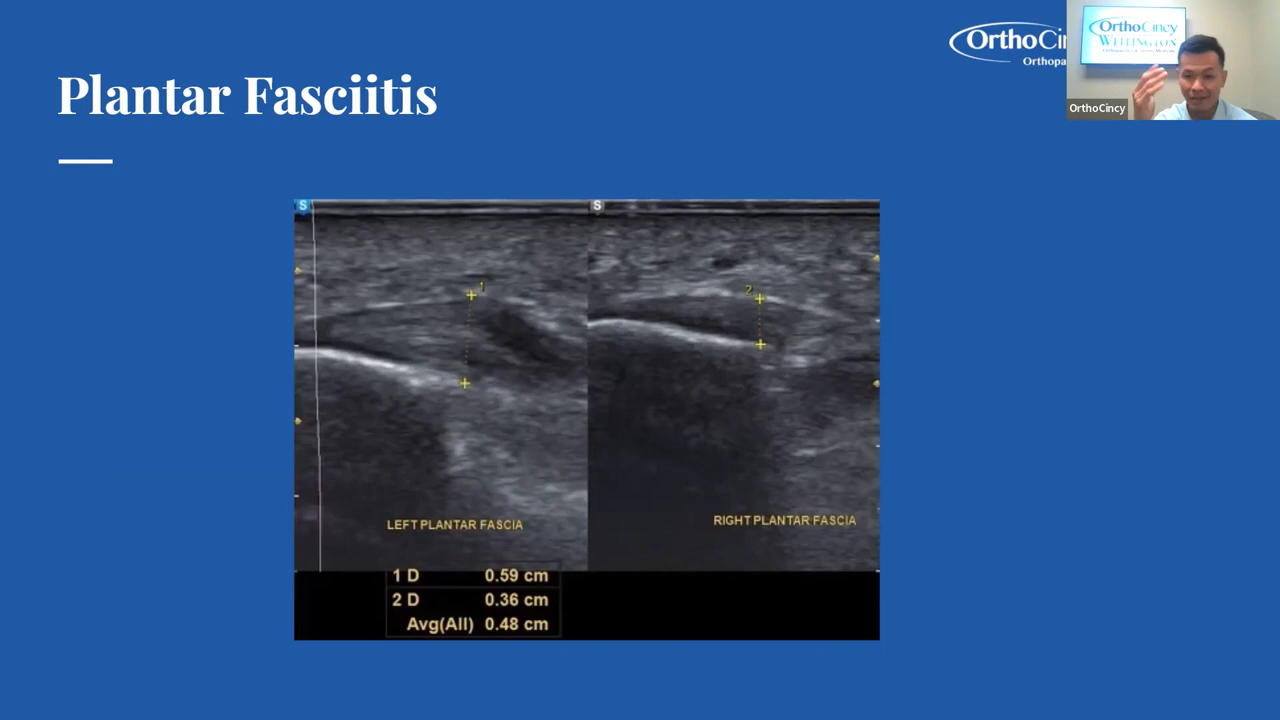 Plantar Fasciitis
OrthoCi
Orthopa
OrthoCincy
WELLINGTON
OrthoCincy
S
S
1
2
LEFT PLANTAR FASCIA
RIGHT PLANTAR FASCIA
1 D 0.59 cm
2 D 0.36 cm
Avg(All) 0.48 cm